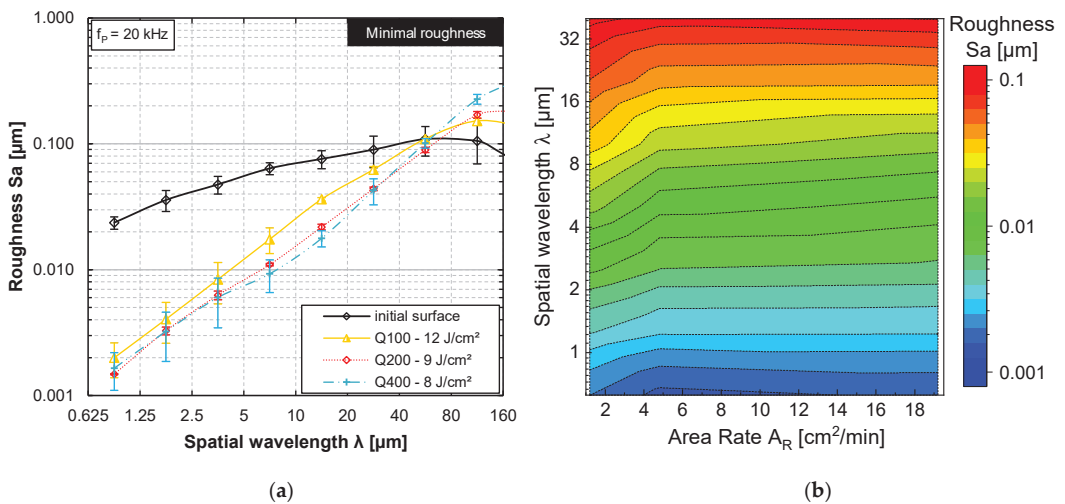 f_P = 20 kHz
Minimal roughness
Roughness Sa [µm]
1.000
0.100
0.010
0.001
initial surface
Q100 - 12 J/cm²
Q200 - 9 J/cm²
Q400 - 8 J/cm²
0.625 1.25 2.5 5 10 20 40 80 160
Spatial wavelength λ [µm]
(a)
Spatial wavelength λ [µm]
32
16
8
4
2
1
2 4 6 8 10 12 14 16 18
Area Rate A_R [cm²/min]
Roughness
Sa [µm]
0.1
0.01
0.001
(b)